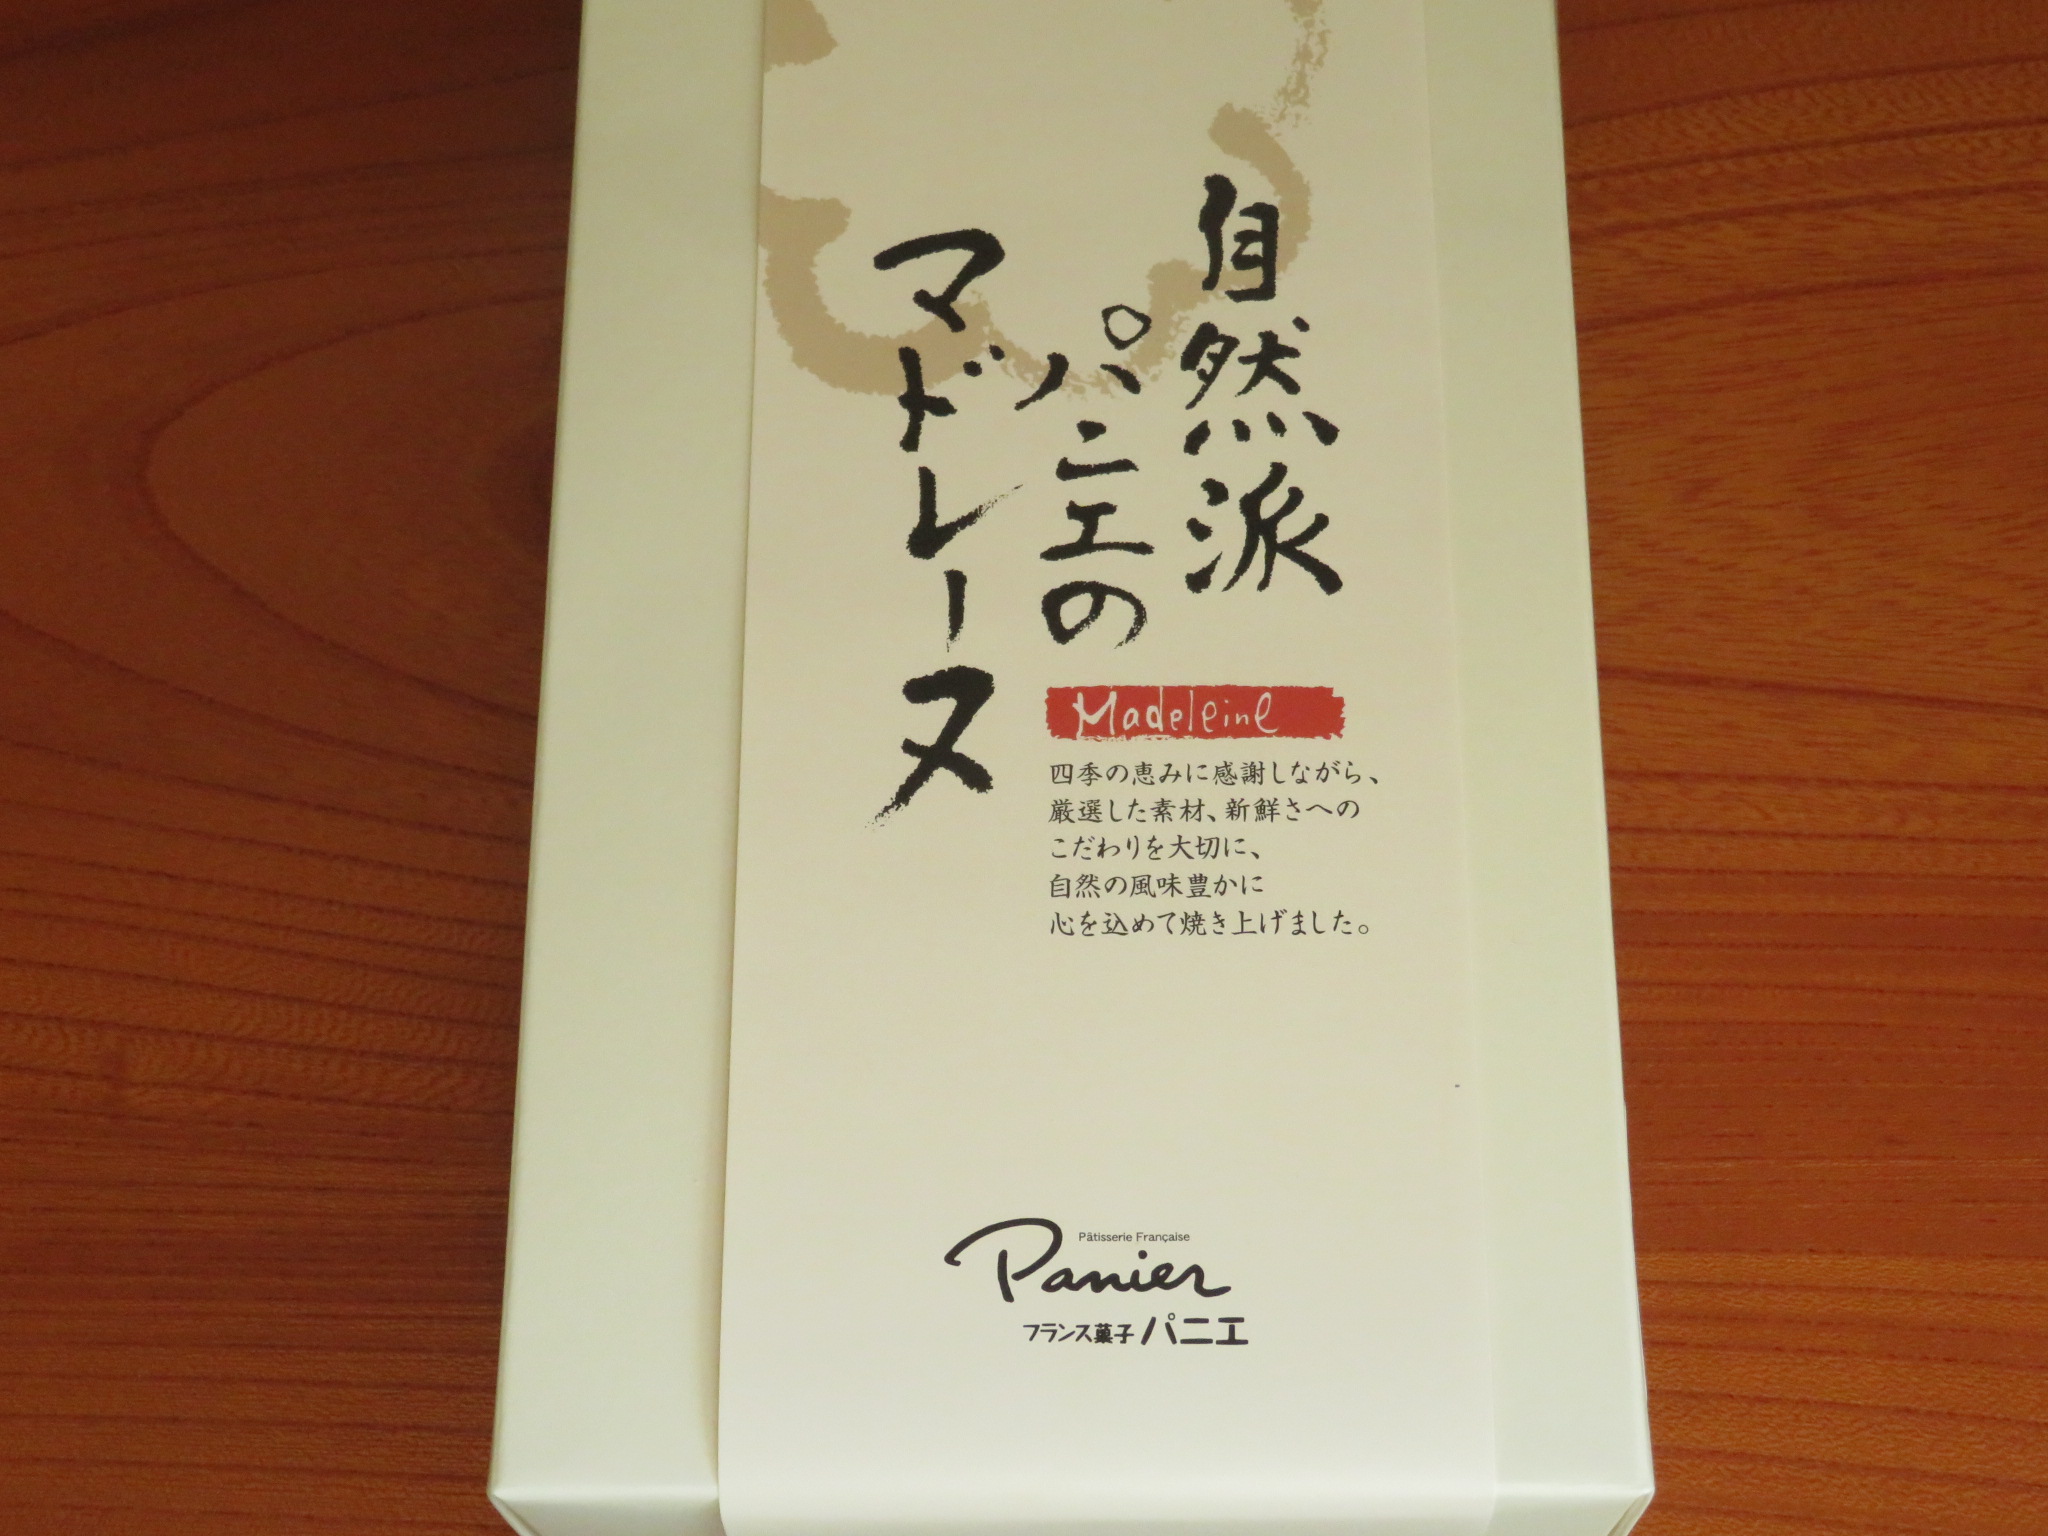 自然派
パニエの
マドレーヌ
Madeleine
四季の恵みに感謝しながら、
厳選した素材、新鮮さへの
こだわりを大切に、
自然の風味豊かに
心を込めて焼き上げました。
Pâtisserie Française
Panier
フランス菓子 パニエ